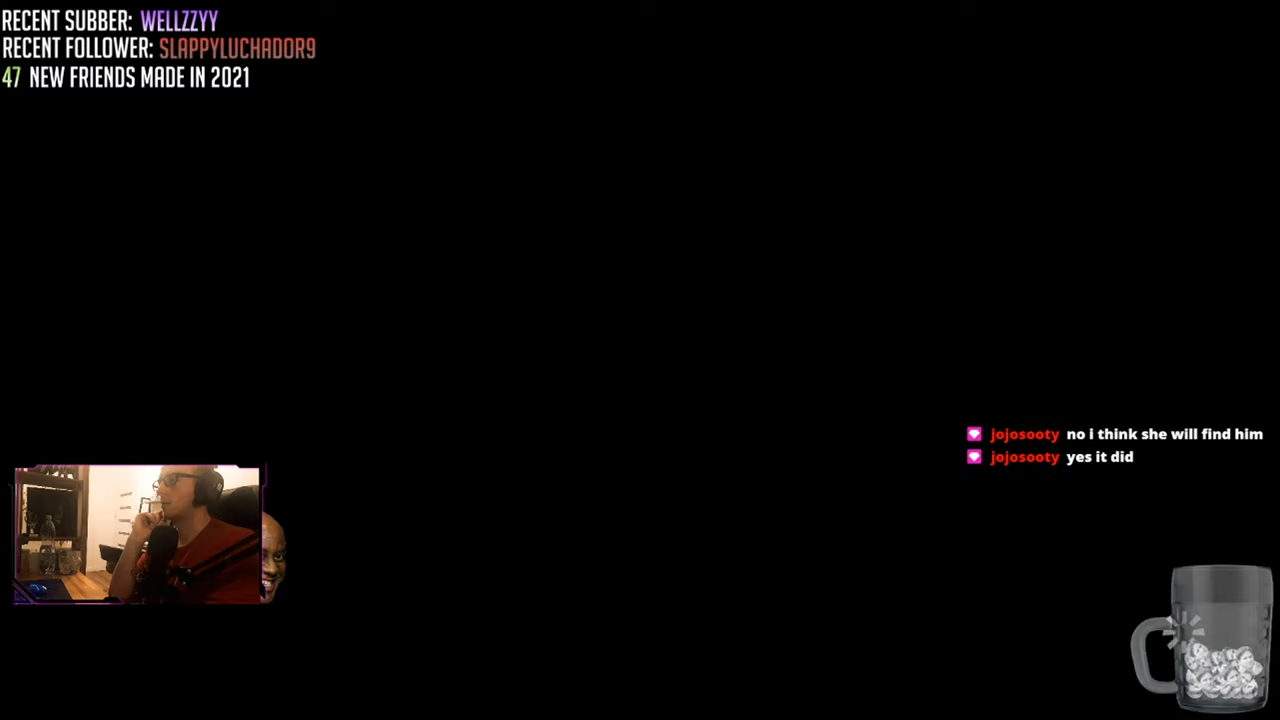 RECENT SUBBER: WELLZZYY
RECENT FOLLOWER: SLAPPYLUCHADOR9
47 NEW FRIENDS MADE IN 2021
jojosooty no i think she will find him
jojosooty yes it did